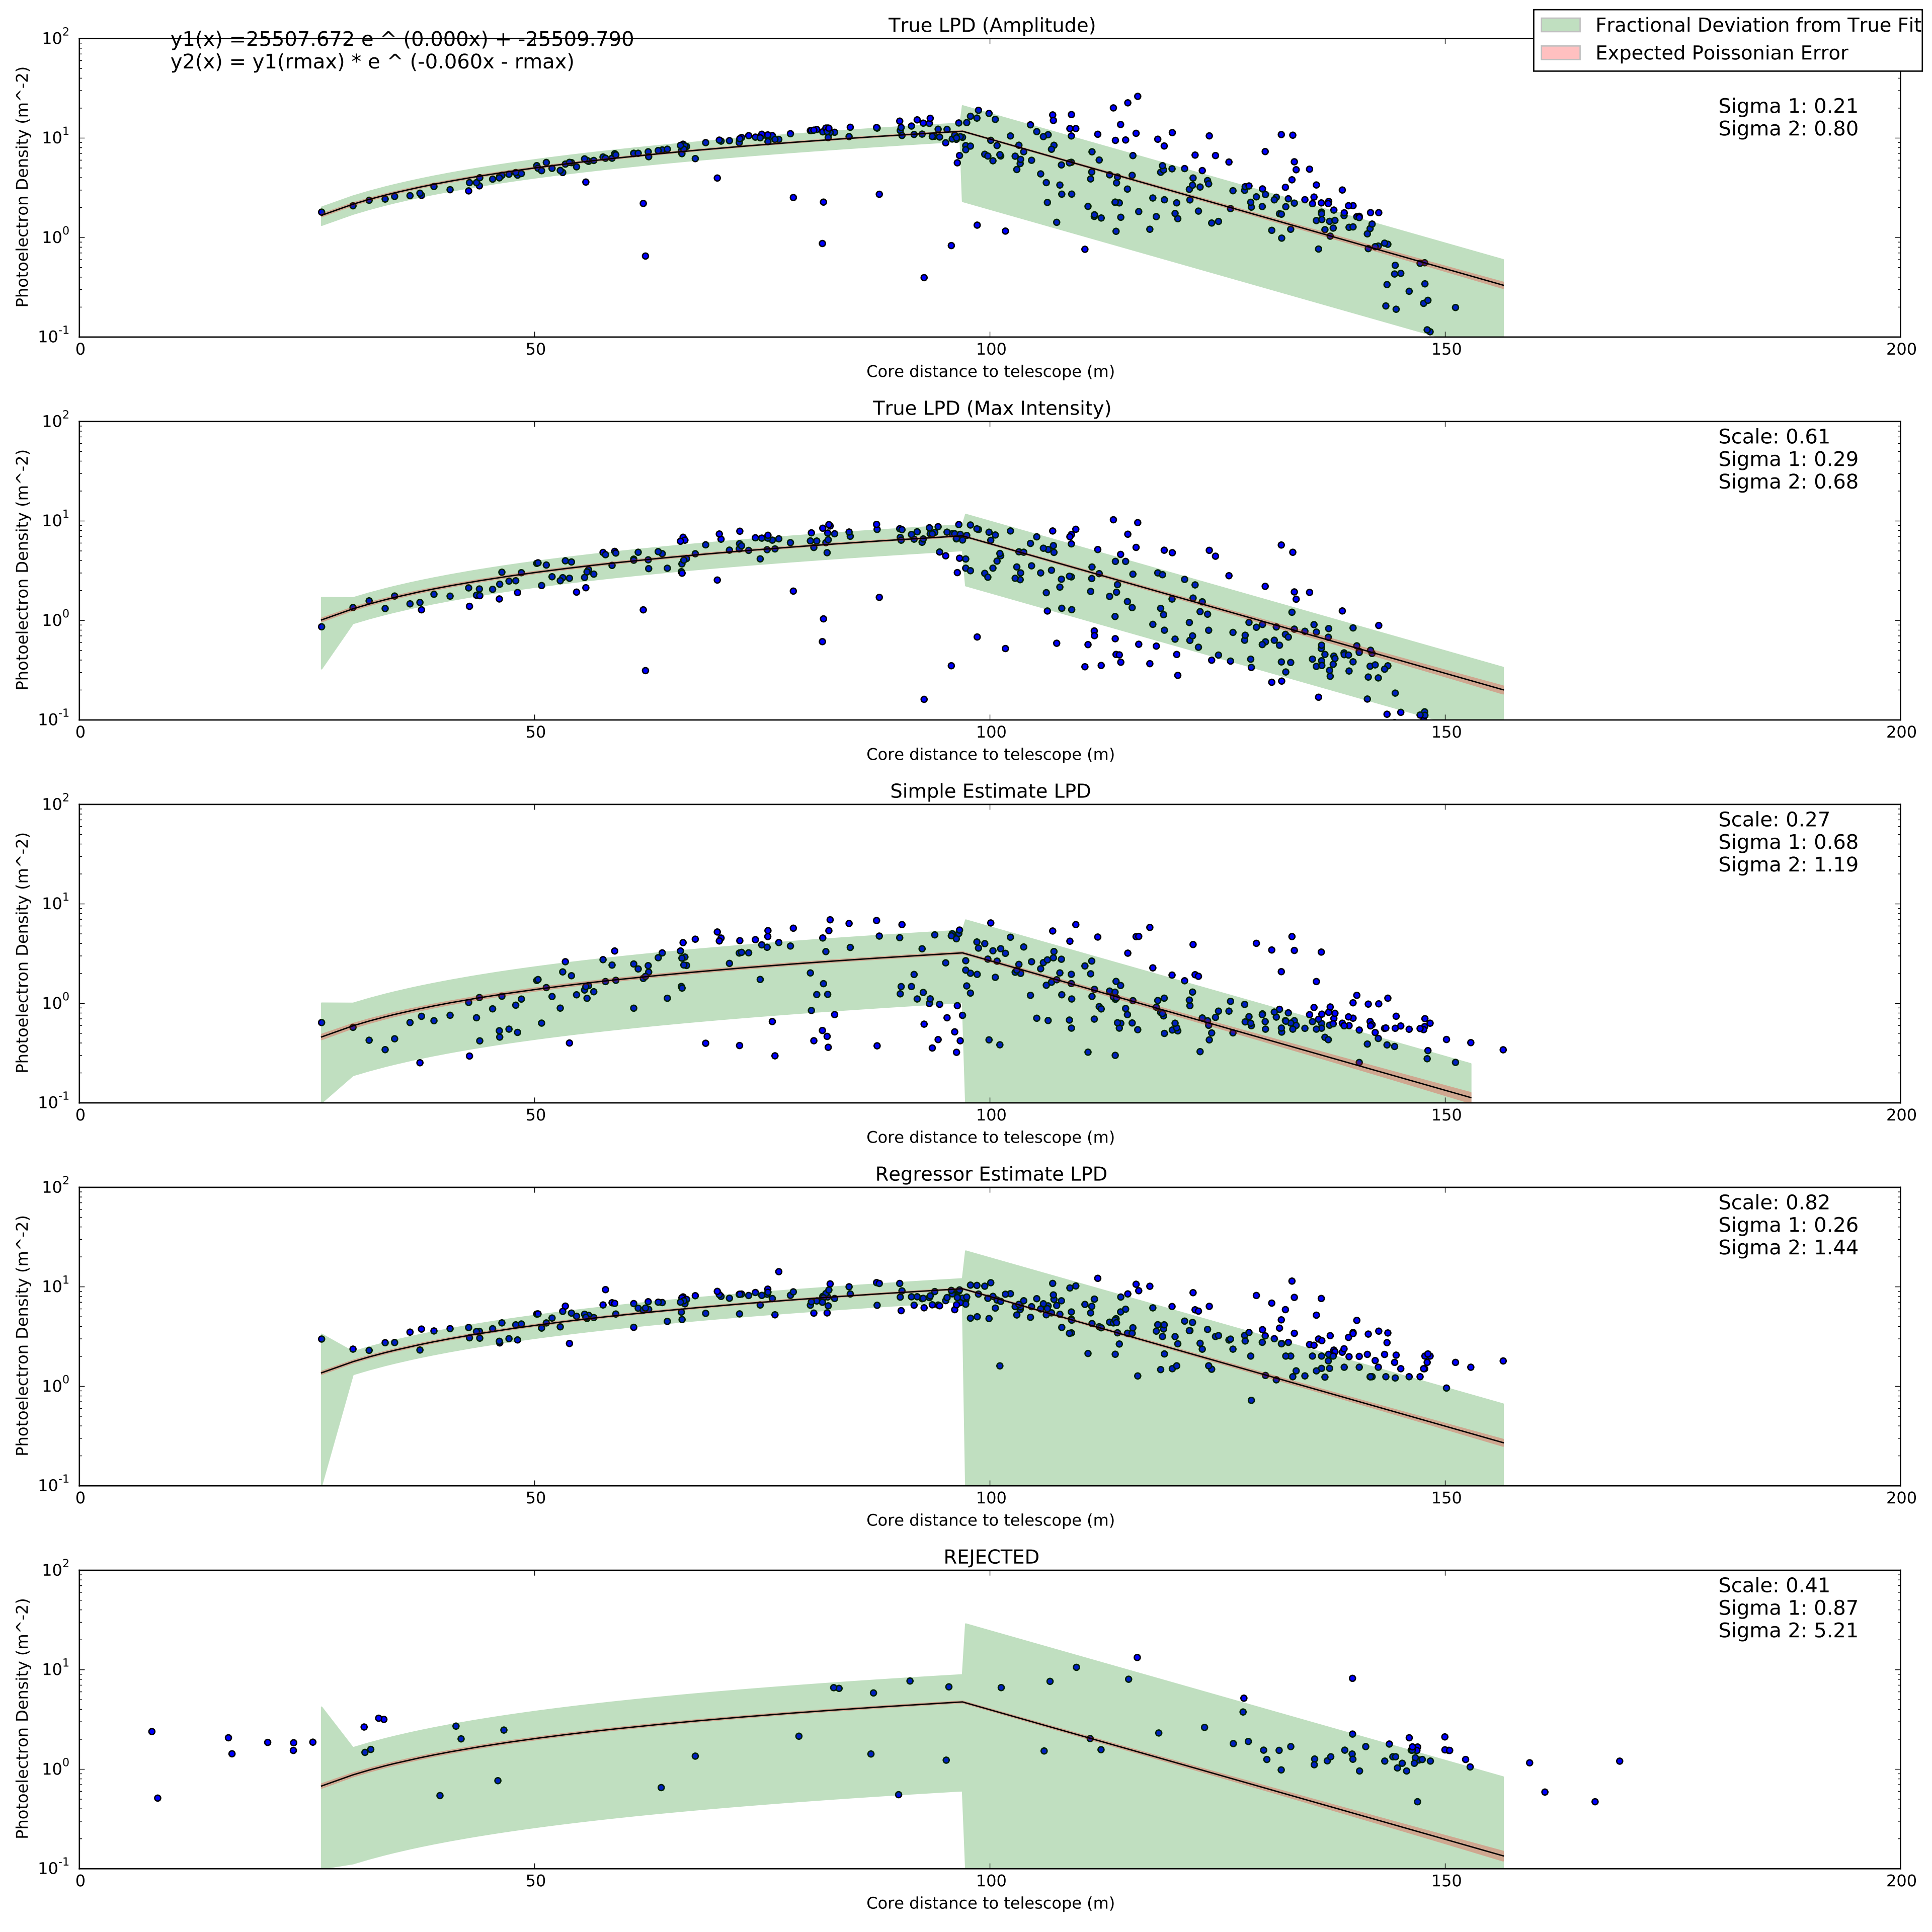 True LPD (Amplitude)
Fractional Deviation from True Fit
Expected Poissonian Error
y1(x) =25507.672 e ^ (0.000x) + -25509.790
y2(x) = y1(rmax) * e ^ (-0.060x - rmax)
Sigma 1: 0.21
Sigma 2: 0.80
Photoelectron Density (m^-2)
10^2
10^1
10^0
10^-1
0 50 100 150 200
Core distance to telescope (m)
True LPD (Max Intensity)
Scale: 0.61
Sigma 1: 0.29
Sigma 2: 0.68
Photoelectron Density (m^-2)
10^2
10^1
10^0
10^-1
0 50 100 150 200
Core distance to telescope (m)
Simple Estimate LPD
Scale: 0.27
Sigma 1: 0.68
Sigma 2: 1.19
Photoelectron Density (m^-2)
10^2
10^1
10^0
10^-1
0 50 100 150 200
Core distance to telescope (m)
Regressor Estimate LPD
Scale: 0.82
Sigma 1: 0.26
Sigma 2: 1.44
Photoelectron Density (m^-2)
10^2
10^1
10^0
10^-1
0 50 100 150 200
Core distance to telescope (m)
REJECTED
Scale: 0.41
Sigma 1: 0.87
Sigma 2: 5.21
Photoelectron Density (m^-2)
10^2
10^1
10^0
10^-1
0 50 100 150 200
Core distance to telescope (m)